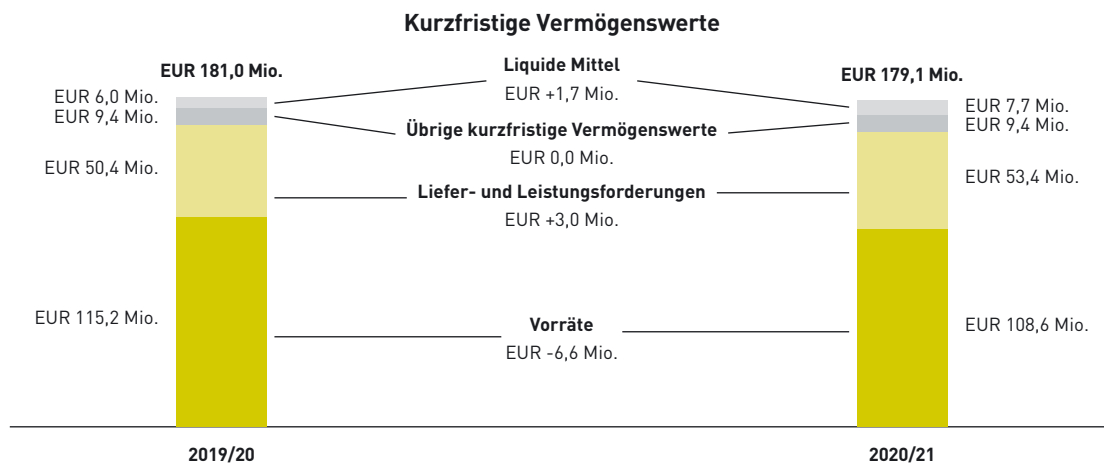 Kurzfristige Vermögenswerte
EUR 181,0 Mio.
Liquide Mittel
EUR +1,7 Mio.
EUR 179,1 Mio.
EUR 6,0 Mio.
EUR 9,4 Mio.
EUR 7,7 Mio.
EUR 9,4 Mio.
Übrige kurzfristige Vermögenswerte
EUR 0,0 Mio.
EUR 50,4 Mio.
Liefer- und Leistungsforderungen
EUR +3,0 Mio.
EUR 53,4 Mio.
EUR 115,2 Mio.
Vorräte
EUR -6,6 Mio.
EUR 108,6 Mio.
2019/20
2020/21